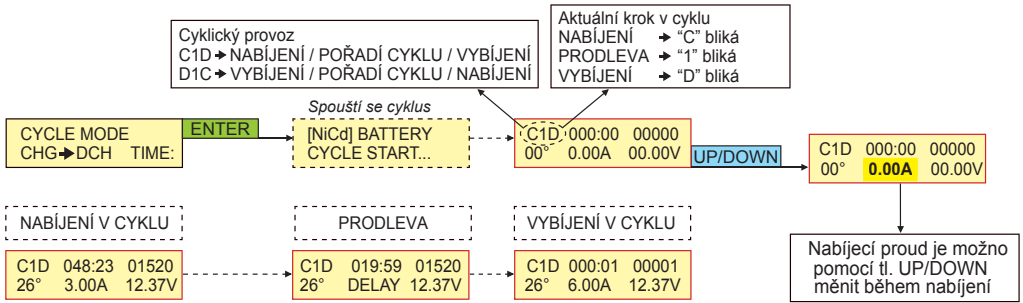 Cyklický provoz
C1D ➔ NABÍJENÍ / POŘADÍ CYKLU / VYBÍJENÍ
D1C ➔ VYBÍJENÍ / POŘADÍ CYKLU / NABÍJENÍ
Aktuální krok v cyklu
NABÍJENÍ ➔ “C” bliká
PRODLEVA ➔ “1” bliká
VYBÍJENÍ ➔ “D” bliká
CYCLE MODE
CHG➔DCH TIME:
ENTER
Spouští se cyklus
[NiCd] BATTERY
CYCLE START...
C1D 000:00 00000
00° 0.00A 00.00V
UP/DOWN
C1D 000:00 00000
00° 0.00A 00.00V
NABÍJENÍ V CYKLU
PRODLEVA
VYBÍJENÍ V CYKLU
C1D 048:23 01520
26° 3.00A 12.37V
C1D 019:59 01520
26° DELAY 12.37V
C1D 000:01 00001
26° 6.00A 12.37V
Nabíjecí proud je možno
pomocí tl. UP/DOWN
měnit během nabíjení